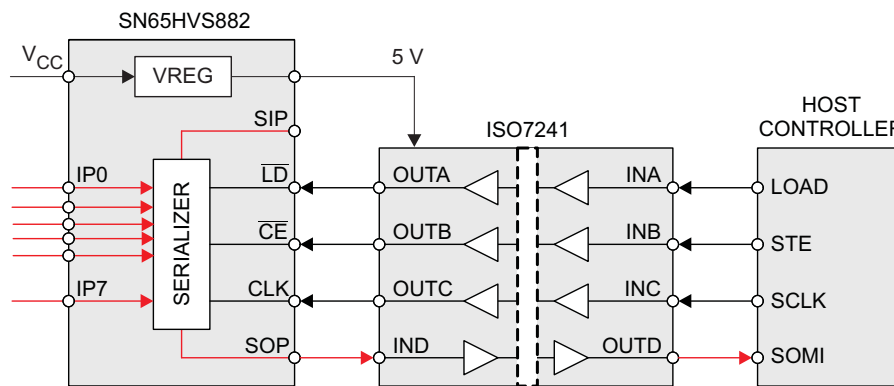 SN65HVS882
VCC
VREG
5 V
SIP
ISO7241
HOST
CONTROLLER
IP0
LD
OUTA
INA
LOAD
SERIALIZER
CE
OUTB
INB
STE
IP7
CLK
OUTC
INC
SCLK
SOP
IND
OUTD
SOMI